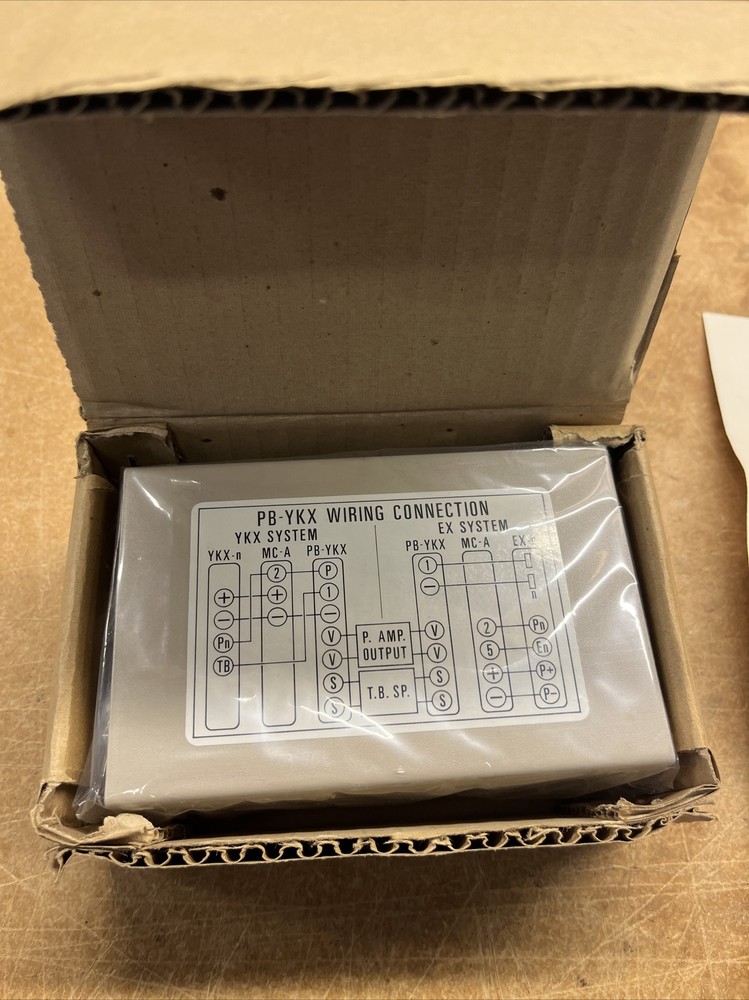 PB-YKX WIRING CONNECTION
YKX SYSTEM EX SYSTEM
YKX-n MC-A PB-YKX PB-YKX MC-A
2 P 1
+ + 1 −
− − − n
Pn V P. AMP. V 2 Pn
TB V OUTPUT V 5 En
S T.B. SP. S + P+
S S − P−